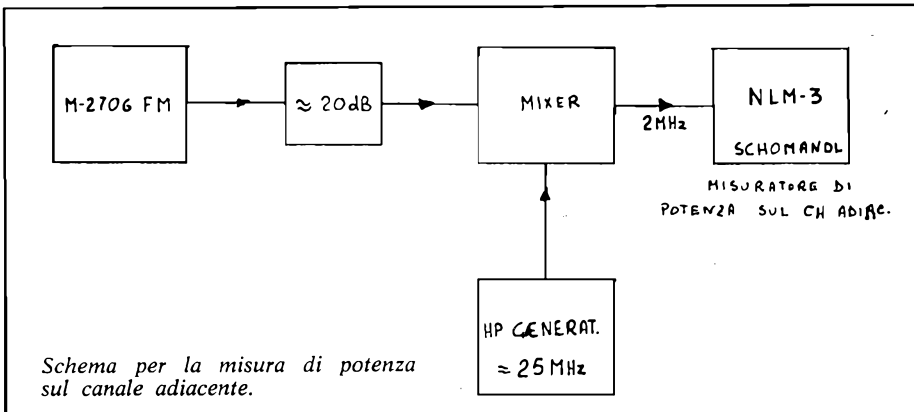 M-2706 FM
≈ 20dB
MIXER
2MHz
NLM-3
SCHOMANDL
MISURATORE DI
POTENZA SUL CH ADIAC.
HP GENERAT.
≈ 25MHz
Schema per la misura di potenza
sul canale adiacente.